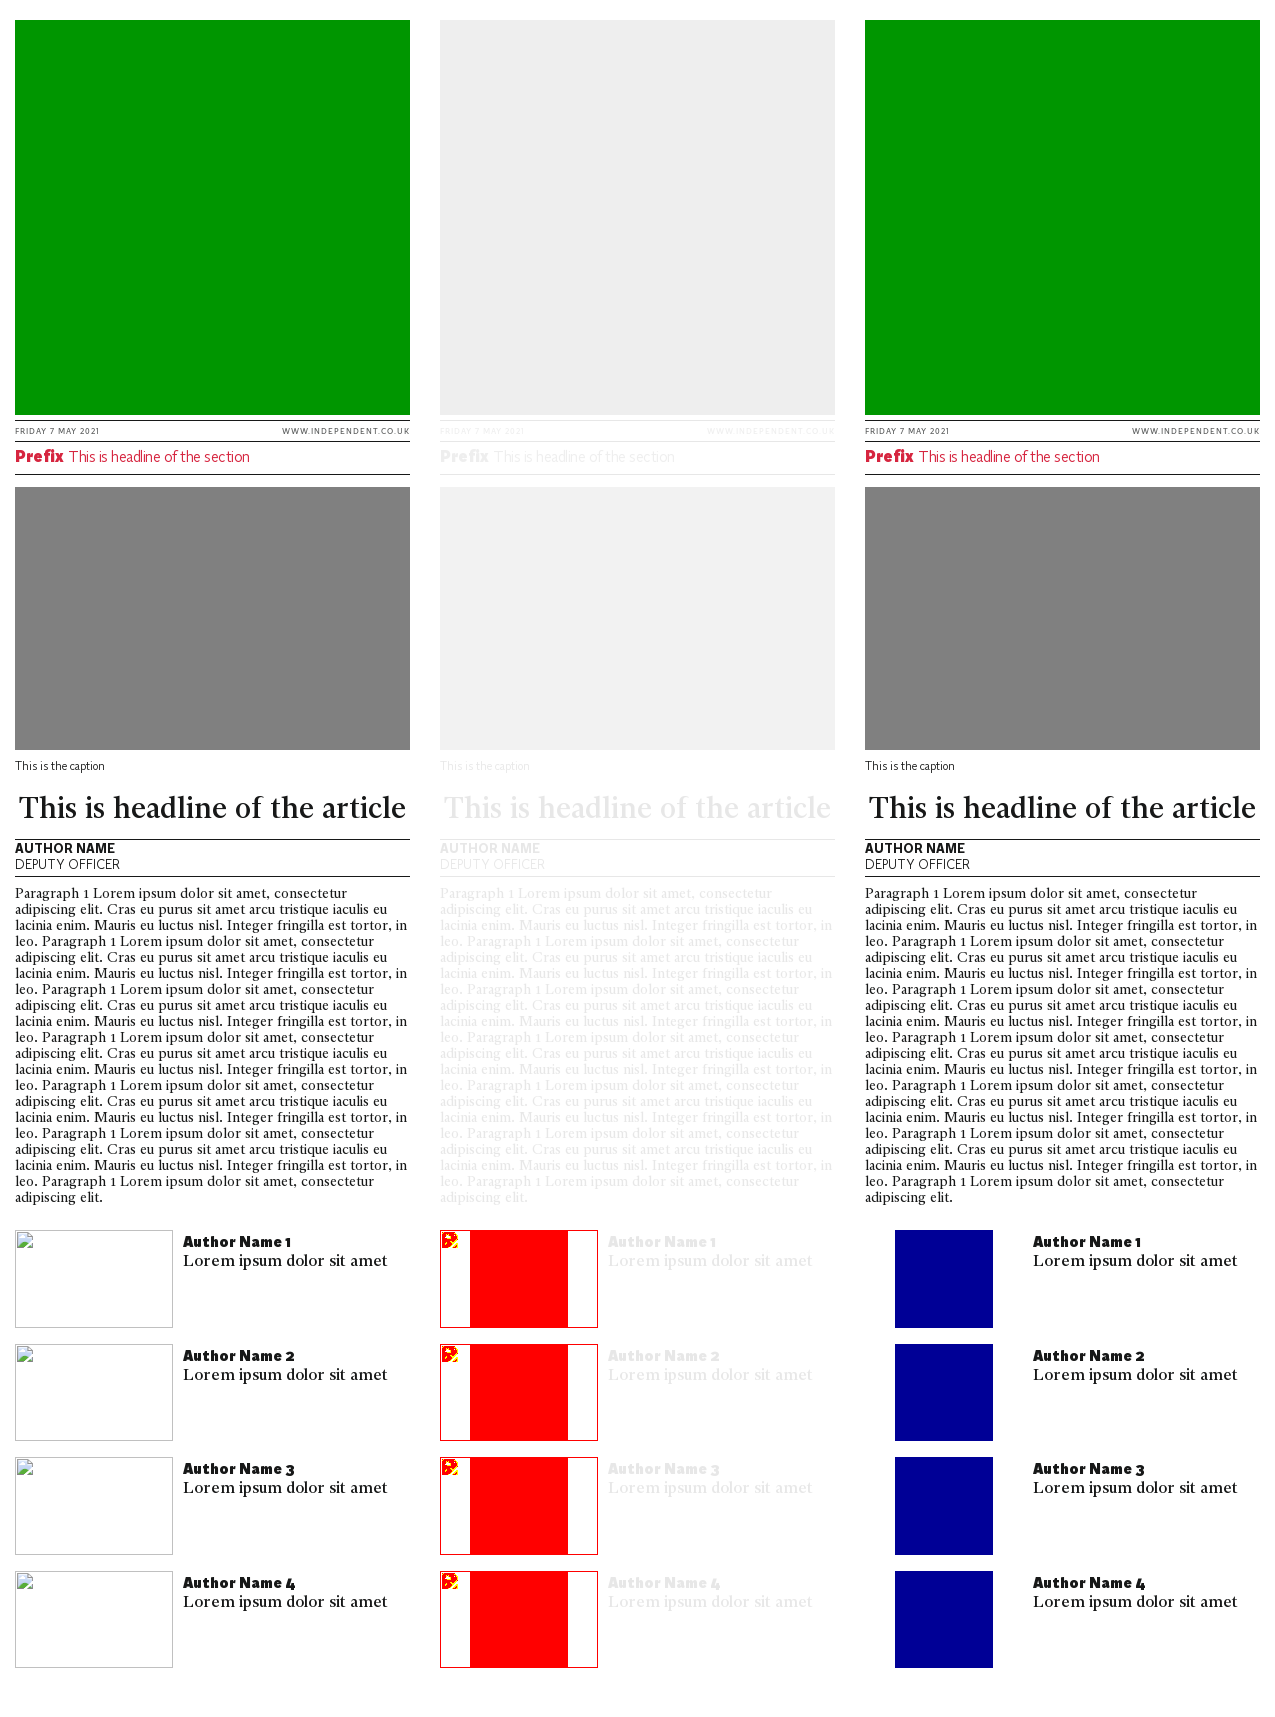 FRIDAY 7 MAY 2021
WWW.INDEPENDENT.CO.UK
Prefix This is headline of the section
This is the caption
This is headline of the article
AUTHOR NAME
DEPUTY OFFICER
Paragraph 1 Lorem ipsum dolor sit amet, consectetur
adipiscing elit. Cras eu purus sit amet arcu tristique iaculis eu
lacinia enim. Mauris eu luctus nisl. Integer fringilla est tortor, in
leo. Paragraph 1 Lorem ipsum dolor sit amet, consectetur
adipiscing elit. Cras eu purus sit amet arcu tristique iaculis eu
lacinia enim. Mauris eu luctus nisl. Integer fringilla est tortor, in
leo. Paragraph 1 Lorem ipsum dolor sit amet, consectetur
adipiscing elit. Cras eu purus sit amet arcu tristique iaculis eu
lacinia enim. Mauris eu luctus nisl. Integer fringilla est tortor, in
leo. Paragraph 1 Lorem ipsum dolor sit amet, consectetur
adipiscing elit. Cras eu purus sit amet arcu tristique iaculis eu
lacinia enim. Mauris eu luctus nisl. Integer fringilla est tortor, in
leo. Paragraph 1 Lorem ipsum dolor sit amet, consectetur
adipiscing elit. Cras eu purus sit amet arcu tristique iaculis eu
lacinia enim. Mauris eu luctus nisl. Integer fringilla est tortor, in
leo. Paragraph 1 Lorem ipsum dolor sit amet, consectetur
adipiscing elit. Cras eu purus sit amet arcu tristique iaculis eu
lacinia enim. Mauris eu luctus nisl. Integer fringilla est tortor, in
leo. Paragraph 1 Lorem ipsum dolor sit amet, consectetur
adipiscing elit.
Author Name 1
Lorem ipsum dolor sit amet
Author Name 2
Lorem ipsum dolor sit amet
Author Name 3
Lorem ipsum dolor sit amet
Author Name 4
Lorem ipsum dolor sit amet
FRIDAY 7 MAY 2021
WWW.INDEPENDENT.CO.UK
Prefix This is headline of the section
This is the caption
This is headline of the article
AUTHOR NAME
DEPUTY OFFICER
Paragraph 1 Lorem ipsum dolor sit amet, consectetur
adipiscing elit. Cras eu purus sit amet arcu tristique iaculis eu
lacinia enim. Mauris eu luctus nisl. Integer fringilla est tortor, in
leo. Paragraph 1 Lorem ipsum dolor sit amet, consectetur
adipiscing elit. Cras eu purus sit amet arcu tristique iaculis eu
lacinia enim. Mauris eu luctus nisl. Integer fringilla est tortor, in
leo. Paragraph 1 Lorem ipsum dolor sit amet, consectetur
adipiscing elit. Cras eu purus sit amet arcu tristique iaculis eu
lacinia enim. Mauris eu luctus nisl. Integer fringilla est tortor, in
leo. Paragraph 1 Lorem ipsum dolor sit amet, consectetur
adipiscing elit. Cras eu purus sit amet arcu tristique iaculis eu
lacinia enim. Mauris eu luctus nisl. Integer fringilla est tortor, in
leo. Paragraph 1 Lorem ipsum dolor sit amet, consectetur
adipiscing elit. Cras eu purus sit amet arcu tristique iaculis eu
lacinia enim. Mauris eu luctus nisl. Integer fringilla est tortor, in
leo. Paragraph 1 Lorem ipsum dolor sit amet, consectetur
adipiscing elit. Cras eu purus sit amet arcu tristique iaculis eu
lacinia enim. Mauris eu luctus nisl. Integer fringilla est tortor, in
leo. Paragraph 1 Lorem ipsum dolor sit amet, consectetur
adipiscing elit.
Author Name 1
Lorem ipsum dolor sit amet
Author Name 2
Lorem ipsum dolor sit amet
Author Name 3
Lorem ipsum dolor sit amet
Author Name 4
Lorem ipsum dolor sit amet
FRIDAY 7 MAY 2021
WWW.INDEPENDENT.CO.UK
Prefix This is headline of the section
This is the caption
This is headline of the article
AUTHOR NAME
DEPUTY OFFICER
Paragraph 1 Lorem ipsum dolor sit amet, consectetur
adipiscing elit. Cras eu purus sit amet arcu tristique iaculis eu
lacinia enim. Mauris eu luctus nisl. Integer fringilla est tortor, in
leo. Paragraph 1 Lorem ipsum dolor sit amet, consectetur
adipiscing elit. Cras eu purus sit amet arcu tristique iaculis eu
lacinia enim. Mauris eu luctus nisl. Integer fringilla est tortor, in
leo. Paragraph 1 Lorem ipsum dolor sit amet, consectetur
adipiscing elit. Cras eu purus sit amet arcu tristique iaculis eu
lacinia enim. Mauris eu luctus nisl. Integer fringilla est tortor, in
leo. Paragraph 1 Lorem ipsum dolor sit amet, consectetur
adipiscing elit. Cras eu purus sit amet arcu tristique iaculis eu
lacinia enim. Mauris eu luctus nisl. Integer fringilla est tortor, in
leo. Paragraph 1 Lorem ipsum dolor sit amet, consectetur
adipiscing elit. Cras eu purus sit amet arcu tristique iaculis eu
lacinia enim. Mauris eu luctus nisl. Integer fringilla est tortor, in
leo. Paragraph 1 Lorem ipsum dolor sit amet, consectetur
adipiscing elit. Cras eu purus sit amet arcu tristique iaculis eu
lacinia enim. Mauris eu luctus nisl. Integer fringilla est tortor, in
leo. Paragraph 1 Lorem ipsum dolor sit amet, consectetur
adipiscing elit.
Author Name 1
Lorem ipsum dolor sit amet
Author Name 2
Lorem ipsum dolor sit amet
Author Name 3
Lorem ipsum dolor sit amet
Author Name 4
Lorem ipsum dolor sit amet